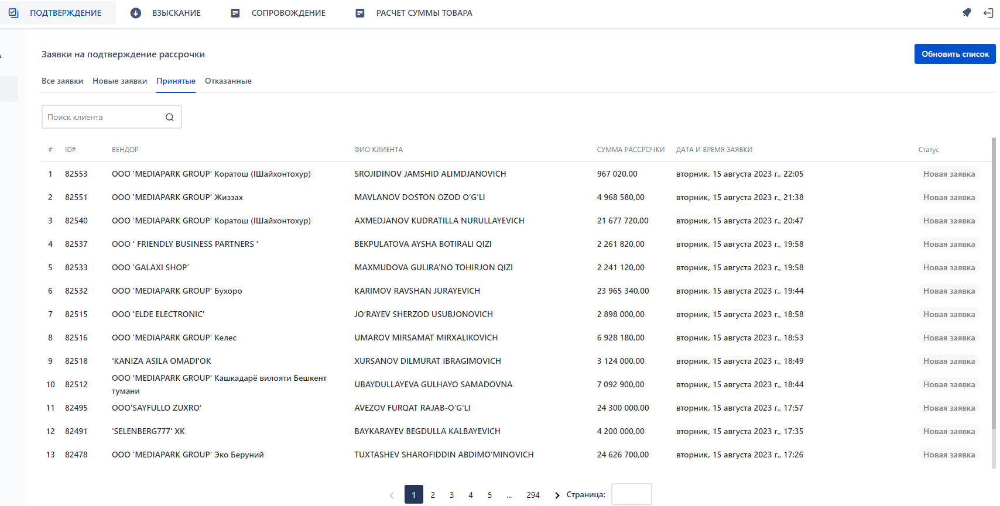 ПОДТВЕРЖДЕНИЕ ВЗЫСКАНИЕ СОПРОВОЖДЕНИЕ РАСЧЕТ СУММЫ ТОВАРА
Заявки на подтверждение рассрочки
Обновить список
Все заявки Новые заявки Принятые Отказанные
Поиск клиента
# ID# ВЕНДОР ФИО КЛИЕНТА СУММА РАССРОЧКИ ДАТА И ВРЕМЯ ЗАЯВКИ Статус
1 82553 ООО 'MEDIAPARK GROUP' Коратош (IШайхонтохур) SROJIDINOV JAMSHID ALIMDJANOVICH 967 020,00 вторник, 15 августа 2023 г., 22:05 Новая заявка
2 82551 ООО 'MEDIAPARK GROUP' Жиззах MAVLANOV DOSTON OZOD O‘G‘LI 4 968 580,00 вторник, 15 августа 2023 г., 21:38 Новая заявка
3 82540 ООО 'MEDIAPARK GROUP' Коратош (IШайхонтохур) AXMEDJANOV KUDRATILLA NURULLAYEVICH 21 677 720,00 вторник, 15 августа 2023 г., 20:47 Новая заявка
4 82537 ООО ' FRIENDLY BUSINESS PARTNERS ' BEKPULATOVA AYSHA BOTIRALI QIZI 2 261 820,00 вторник, 15 августа 2023 г., 19:58 Новая заявка
5 82533 ООО 'GALAXI SHOP' MAXMUDOVA GULIRA’NO TOHIRJON QIZI 2 241 120,00 вторник, 15 августа 2023 г., 19:58 Новая заявка
6 82532 ООО 'MEDIAPARK GROUP' Бухоро KARIMOV RAVSHAN JURAYEVICH 23 965 340,00 вторник, 15 августа 2023 г., 19:44 Новая заявка
7 82515 ООО 'ELDE ELECTRONIC' JO‘RAYEV SHERZOD USUBJONOVICH 2 898 000,00 вторник, 15 августа 2023 г., 18:58 Новая заявка
8 82516 ООО 'MEDIAPARK GROUP' Келес UMAROV MIRSAMAT MIRXALIKOVICH 6 928 180,00 вторник, 15 августа 2023 г., 18:53 Новая заявка
9 82518 'KANIZA ASILA OMADI'OK XURSANOV DILMURAT IBRAGIMOVICH 3 124 000,00 вторник, 15 августа 2023 г., 18:49 Новая заявка
10 82512 ООО 'MEDIAPARK GROUP' Кашкадарё вилояти Бешкент
тумани UBAYDULLAYEVA GULHAYO SAMADOVNA 7 092 900,00 вторник, 15 августа 2023 г., 18:44 Новая заявка
11 82495 ООО'SAYFULLO ZUXRO' AVEZOV FURQAT RAJAB-O‘G‘LI 24 300 000,00 вторник, 15 августа 2023 г., 17:57 Новая заявка
12 82491 'SELENBERG777' ХК BAYKARAYEV BEGDULLA KALBAYEVICH 4 200 000,00 вторник, 15 августа 2023 г., 17:35 Новая заявка
13 82478 ООО 'MEDIAPARK GROUP' Эко Беруний TUXTASHEV SHAROFIDDIN ABDIMO‘MINOVICH 24 626 700,00 вторник, 15 августа 2023 г., 17:26 Новая заявка
1 2 3 4 5 ... 294 Страница: